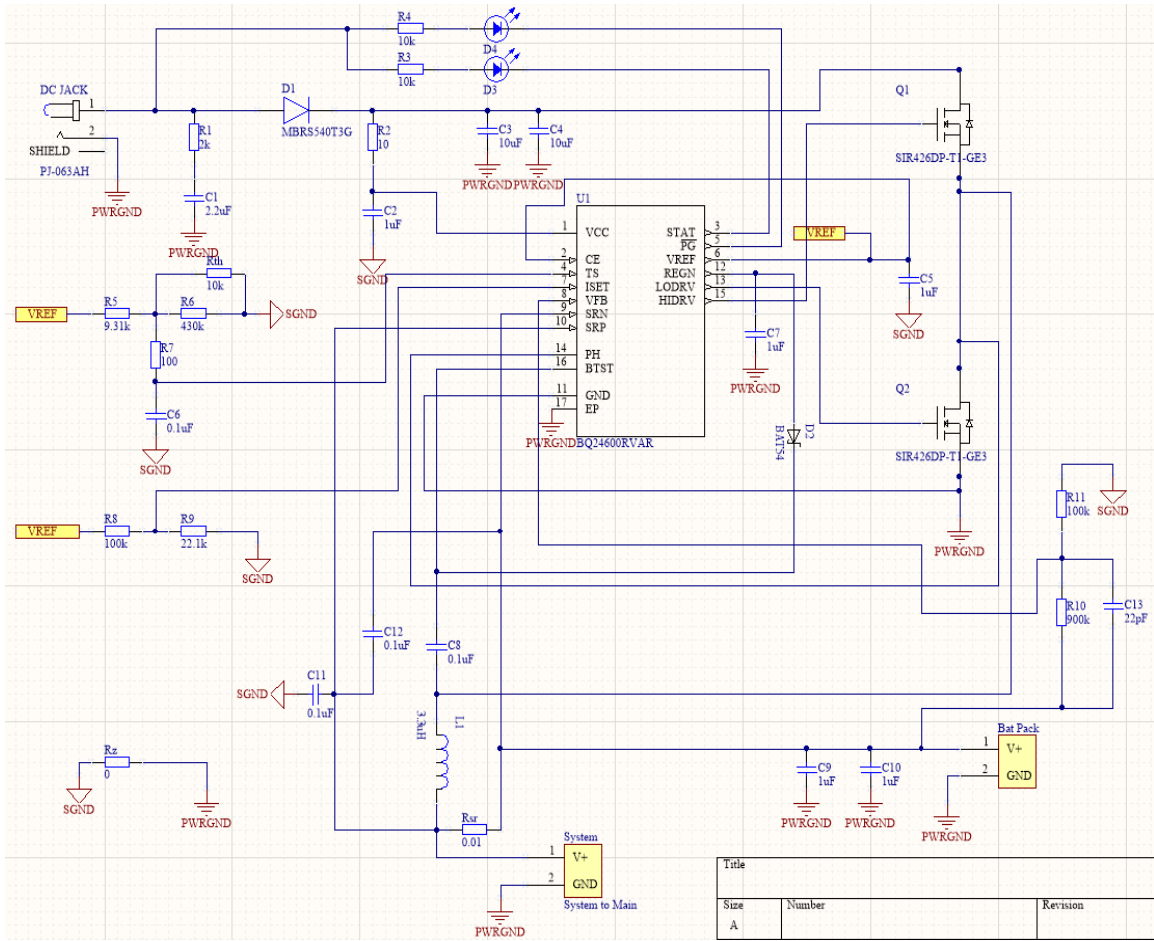 R4
10k
D4
R3
10k
D3
DC JACK
1
2
SHIELD
PJ-063AH
PWRGND
R1
2k
C1
2.2uF
PWRGND
D1
MBRS540T3G
R2
10
C2
1uF
SGND
C3
10uF
PWRGND
C4
10uF
PWRGND
Q1
SIR426DP-T1-GE3
U1
1 VCC
2 CE
4 TS
7 ISET
8 VFB
9 SRN
10 SRP
14 PH
16 BTST
11 GND
17 EP
STAT 3
PG 5
VREF 6
REGN 12
LODRV 13
HIDRV 15
BQ24600RVAR
PWRGND
VREF
C5
1uF
SGND
C7
1uF
PWRGND
Rth
10k
VREF
R5
9.31k
R6
430k
SGND
R7
100
C6
0.1uF
SGND
D2
BAT54
Q2
SIR426DP-T1-GE3
PWRGND
VREF
R8
100k
R9
22.1k
SGND
R11
100k
SGND
R10
900k
C13
22pF
C12
0.1uF
C8
0.1uF
SGND
C11
0.1uF
L1
3.3uH
Rz
0
SGND
PWRGND
Rsr
0.01
C9
1uF
PWRGND
C10
1uF
PWRGND
Bat Pack
1 V+
2 GND
PWRGND
System
1 V+
2 GND
System to Main
PWRGND
Title
Size Number Revision
A